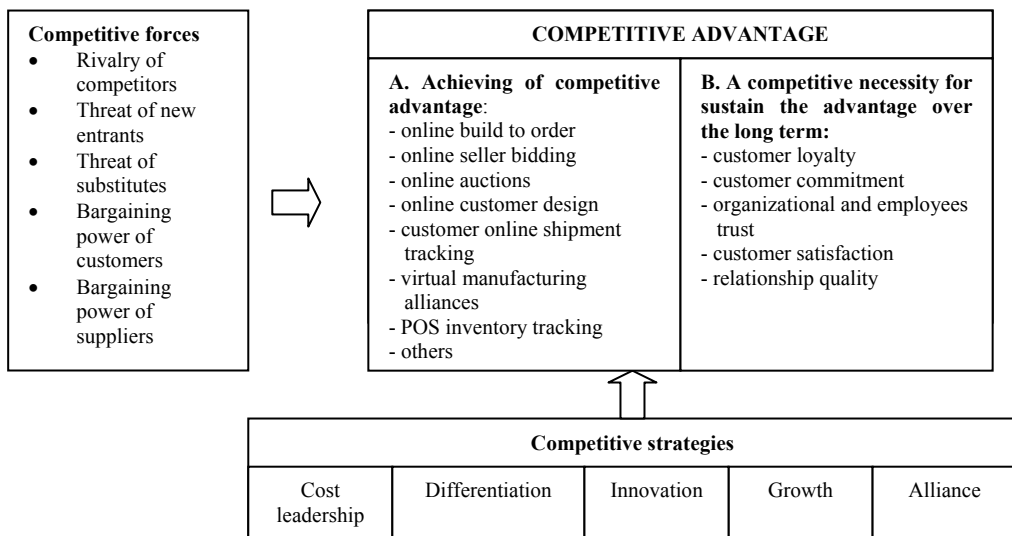 Competitive forces
• Rivalry of
competitors
• Threat of new
entrants
• Threat of
substitutes
• Bargaining
power of
customers
• Bargaining
power of
suppliers
COMPETITIVE ADVANTAGE
A. Achieving of competitive
advantage:
- online build to order
- online seller bidding
- online auctions
- online customer design
- customer online shipment
tracking
- virtual manufacturing
alliances
- POS inventory tracking
- others
B. A competitive necessity for
sustain the advantage over
the long term:
- customer loyalty
- customer commitment
- organizational and employees
trust
- customer satisfaction
- relationship quality
Competitive strategies
Cost
leadership
Differentiation
Innovation
Growth
Alliance